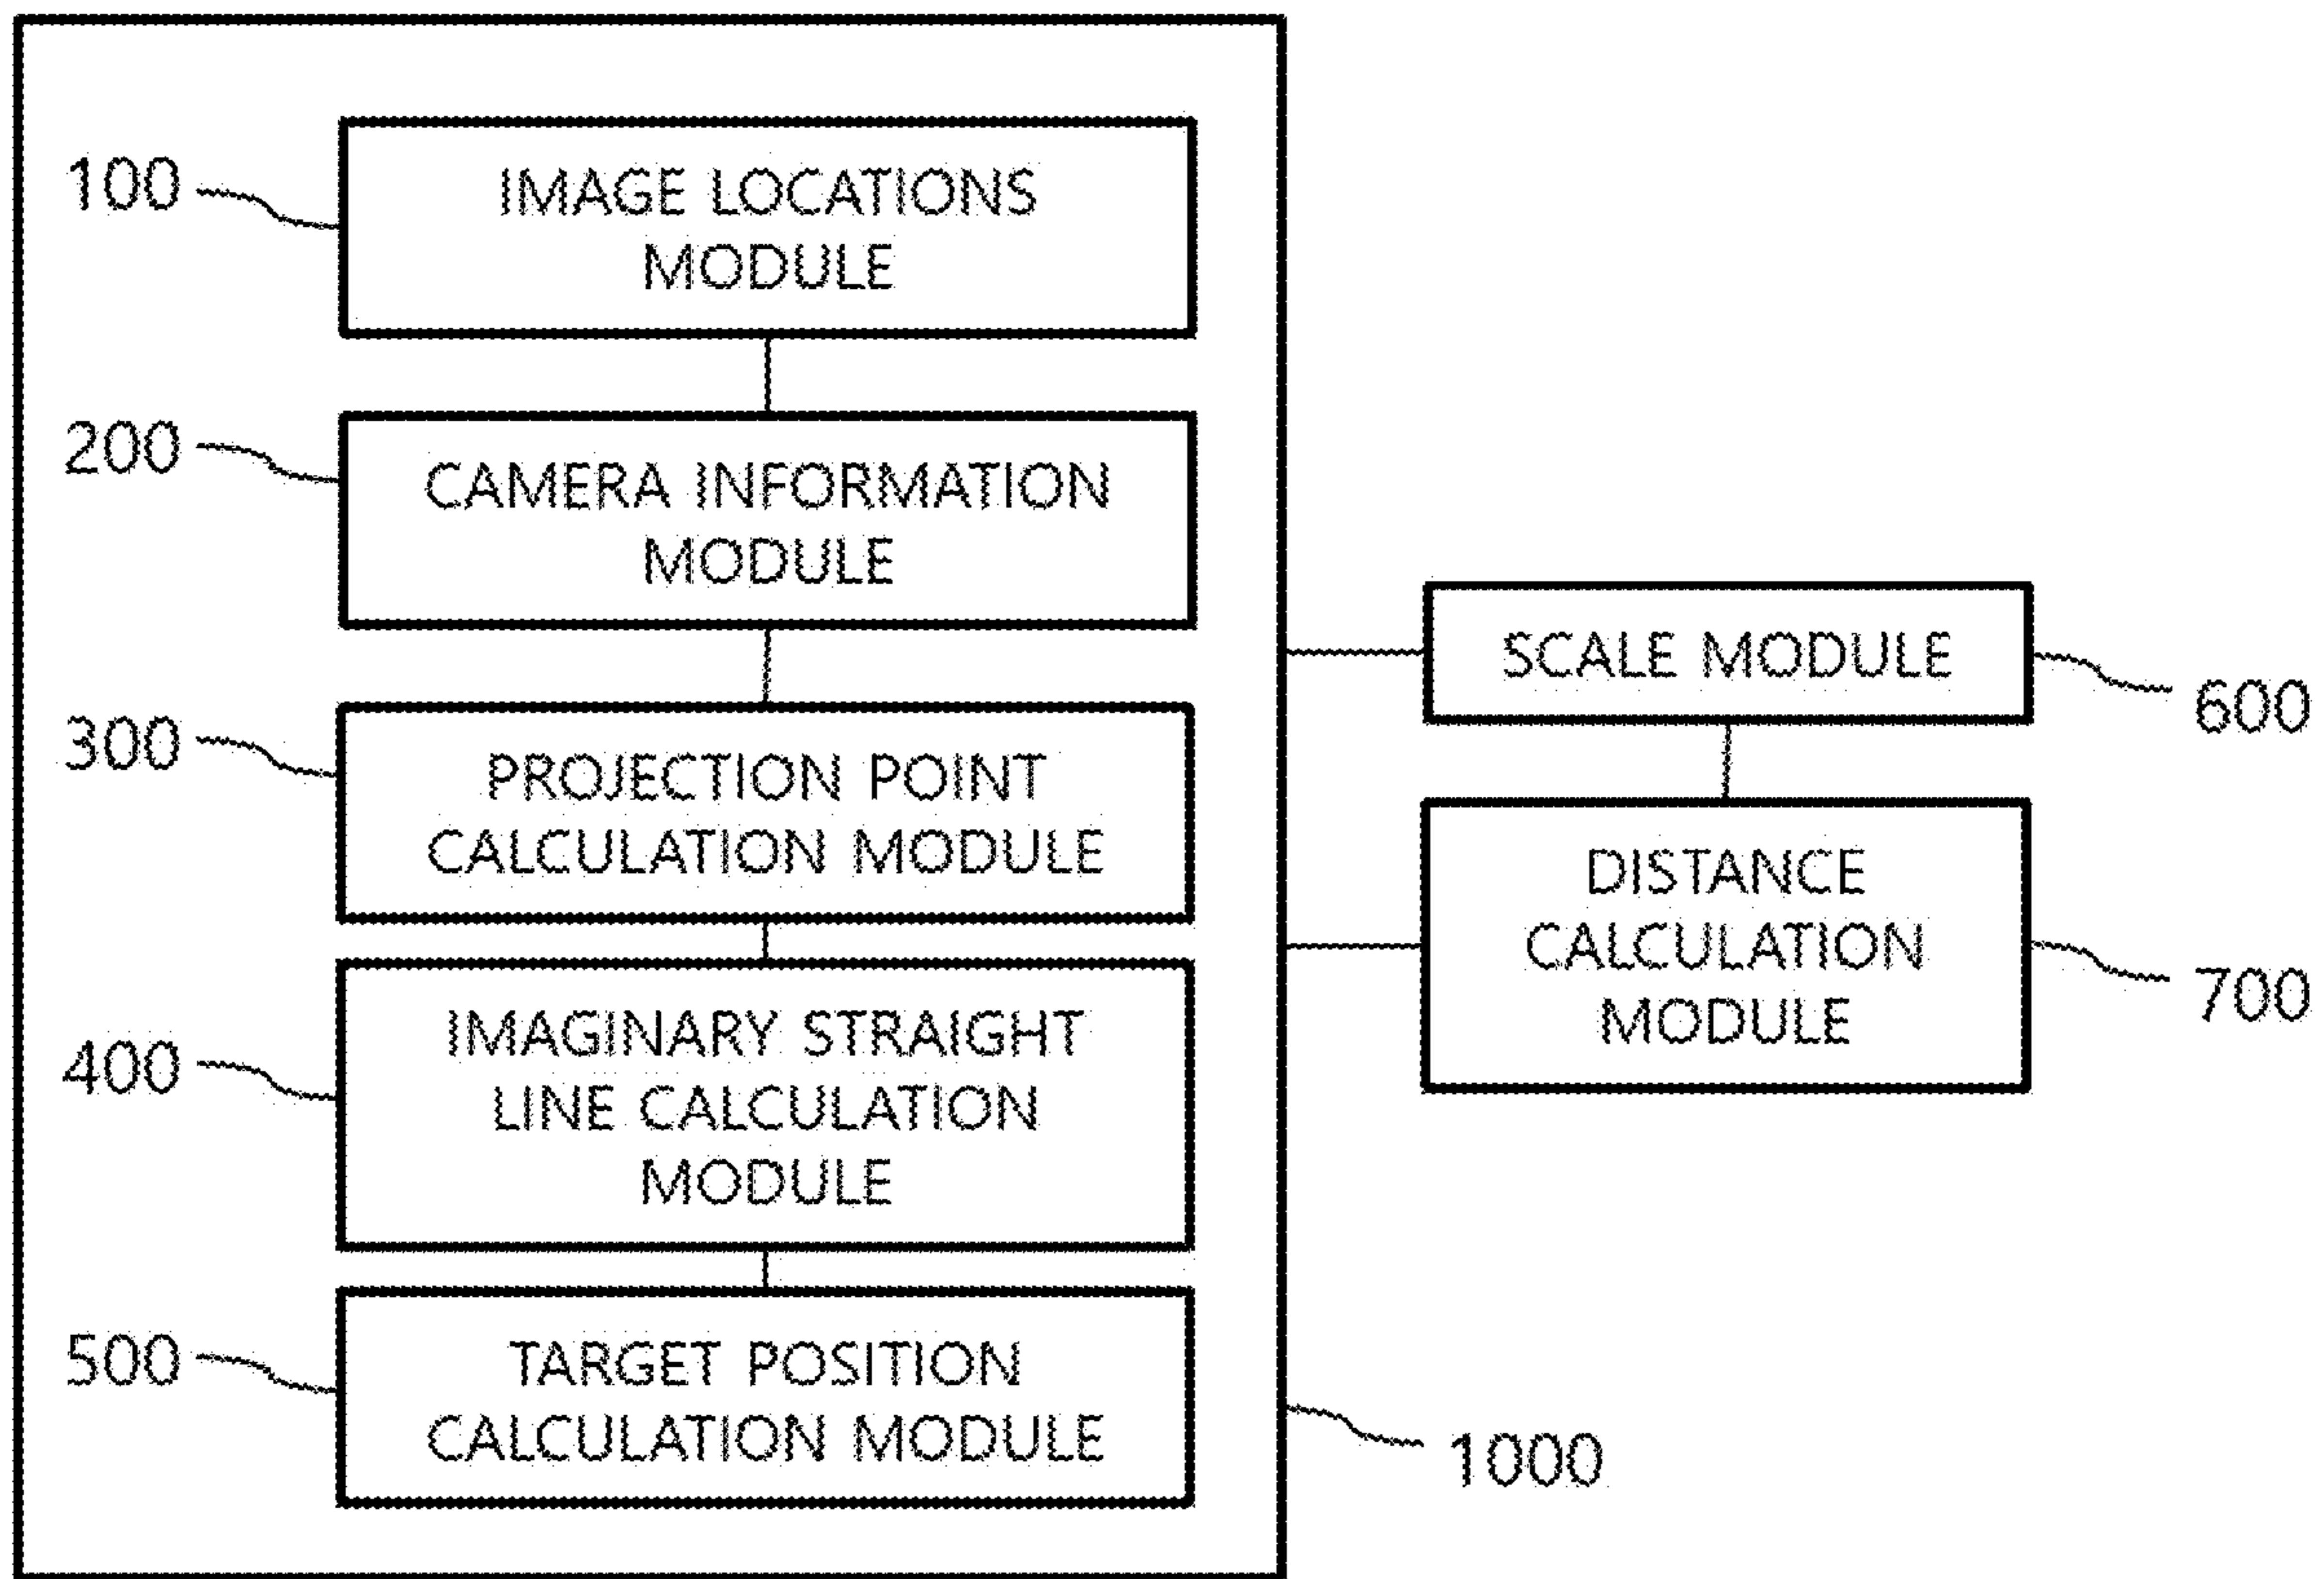 100
IMAGE LOCATIONS
MODULE
200
CAMERA INFORMATION
MODULE
300
PROJECTION POINT
CALCULATION MODULE
400
IMAGINARY STRAIGHT
LINE CALCULATION
MODULE
500
TARGET POSITION
CALCULATION MODULE
SCALE MODULE
600
DISTANCE
CALCULATION
MODULE
700
1000